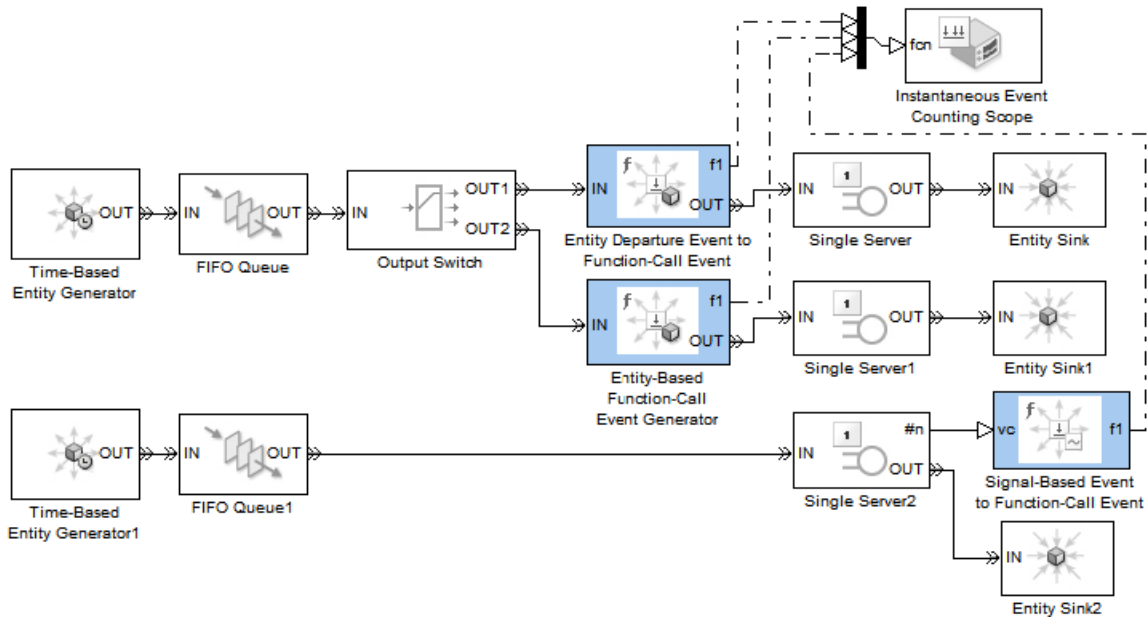 fcn
Instantaneous Event
Counting Scope
OUT
Time-Based
Entity Generator
IN
OUT
FIFO Queue
IN
OUT1
OUT2
Output Switch
f
f1
IN
OUT
Entity Departure Event to
Function-Call Event
1
IN
OUT
Single Server
IN
Entity Sink
f
f1
IN
OUT
Entity-Based
Function-Call
Event Generator
1
IN
OUT
Single Server1
IN
Entity Sink1
OUT
Time-Based
Entity Generator1
IN
OUT
FIFO Queue1
1
#n
IN
OUT
Single Server2
f
vc
f1
Signal-Based Event
to Function-Call Event
IN
Entity Sink2